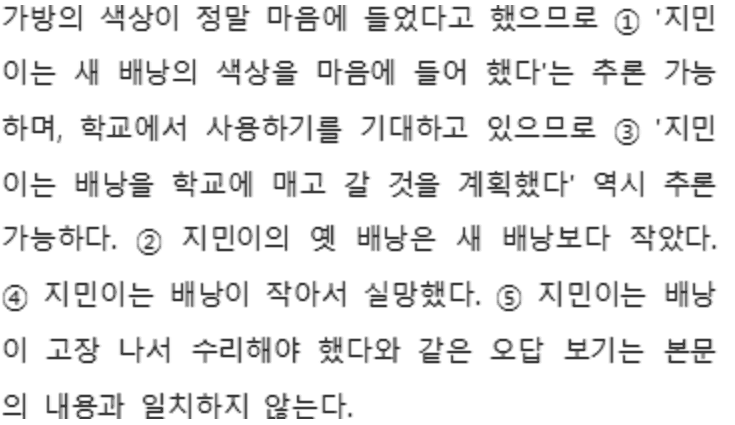 가방의 색상이 정말 마음에 들었다고 했으므로 ① '지민
이는 새 배낭의 색상을 마음에 들어 했다'는 추론 가능
하며, 학교에서 사용하기를 기대하고 있으므로 ③ '지민
이는 배낭을 학교에 매고 갈 것을 계획했다' 역시 추론
가능하다. ② 지민이의 옛 배낭은 새 배낭보다 작았다.
④ 지민이는 배낭이 작아서 실망했다. ⑤ 지민이는 배낭
이 고장 나서 수리해야 했다와 같은 오답 보기는 본문
의 내용과 일치하지 않는다.